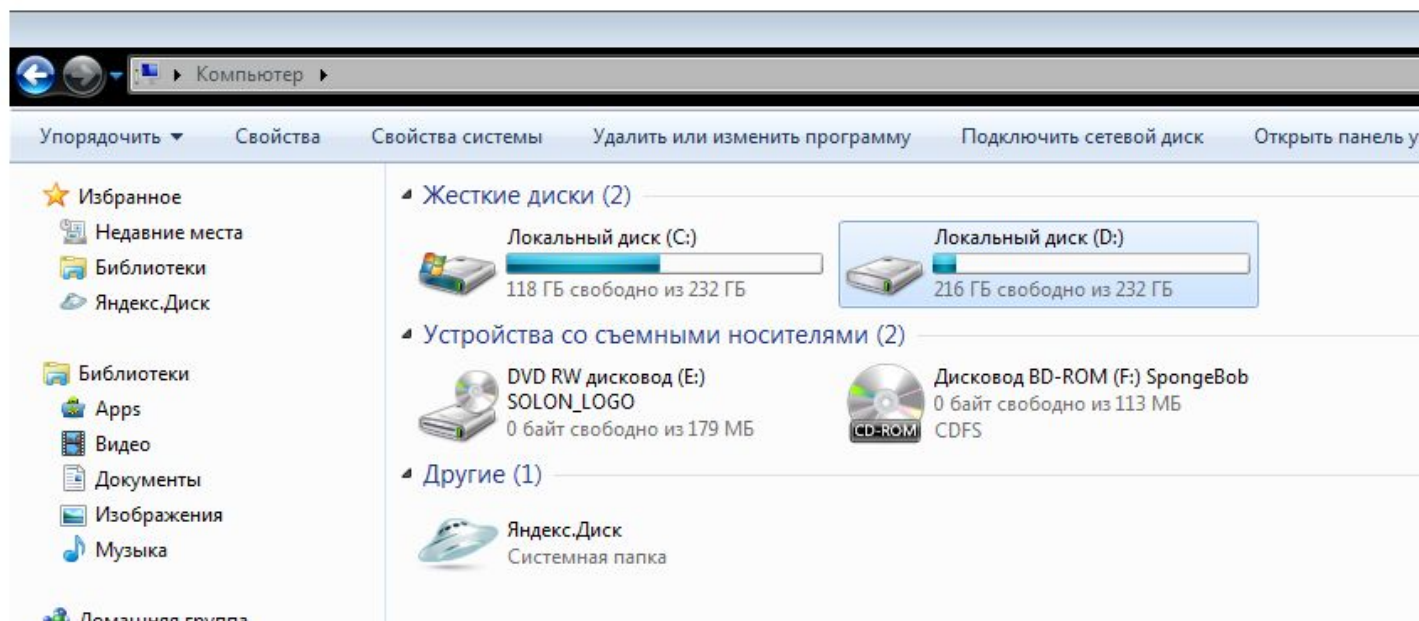 Компьютер
Упорядочить Свойства Свойства системы Удалить или изменить программу Подключить сетевой диск Открыть панель у
Избранное
Недавние места
Библиотеки
Яндекс.Диск
Библиотеки
Apps
Видео
Документы
Изображения
Музыка
Домашняя группа
Жесткие диски (2)
Локальный диск (C:)
118 ГБ свободно из 232 ГБ
Локальный диск (D:)
216 ГБ свободно из 232 ГБ
Устройства со съемными носителями (2)
DVD RW дисковод (E:)
SOLON_LOGO
0 байт свободно из 179 МБ
CD-ROM
Дисковод BD-ROM (F:) SpongeBob
0 байт свободно из 113 МБ
CDFS
Другие (1)
Яндекс.Диск
Системная папка